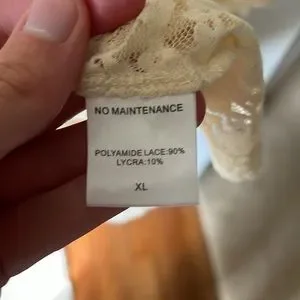 NO MAINTENANCE
POLYAMIDE LACE:90%
LYCRA:10%
XL